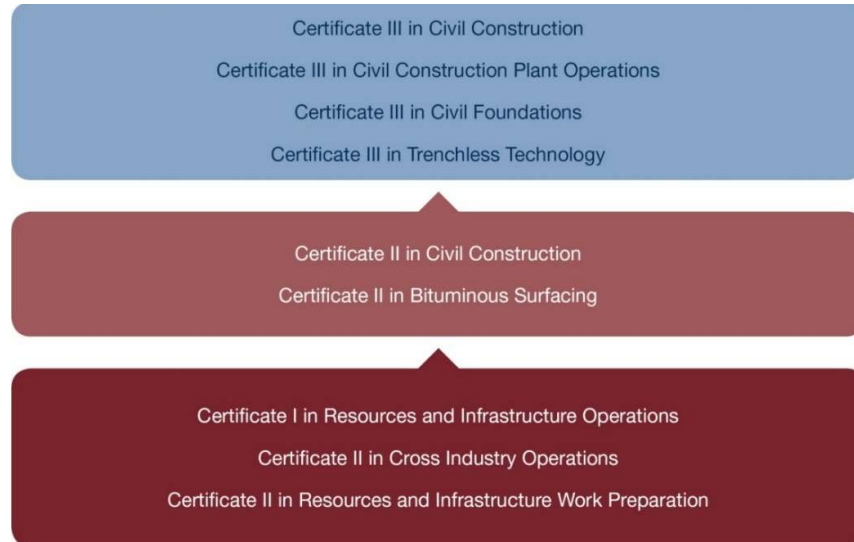 Certificate III in Civil Construction
Certificate III in Civil Construction Plant Operations
Certificate III in Civil Foundations
Certificate III in Trenchless Technology
Certificate II in Civil Construction
Certificate II in Bituminous Surfacing
Certificate I in Resources and Infrastructure Operations
Certificate II in Cross Industry Operations
Certificate II in Resources and Infrastructure Work Preparation